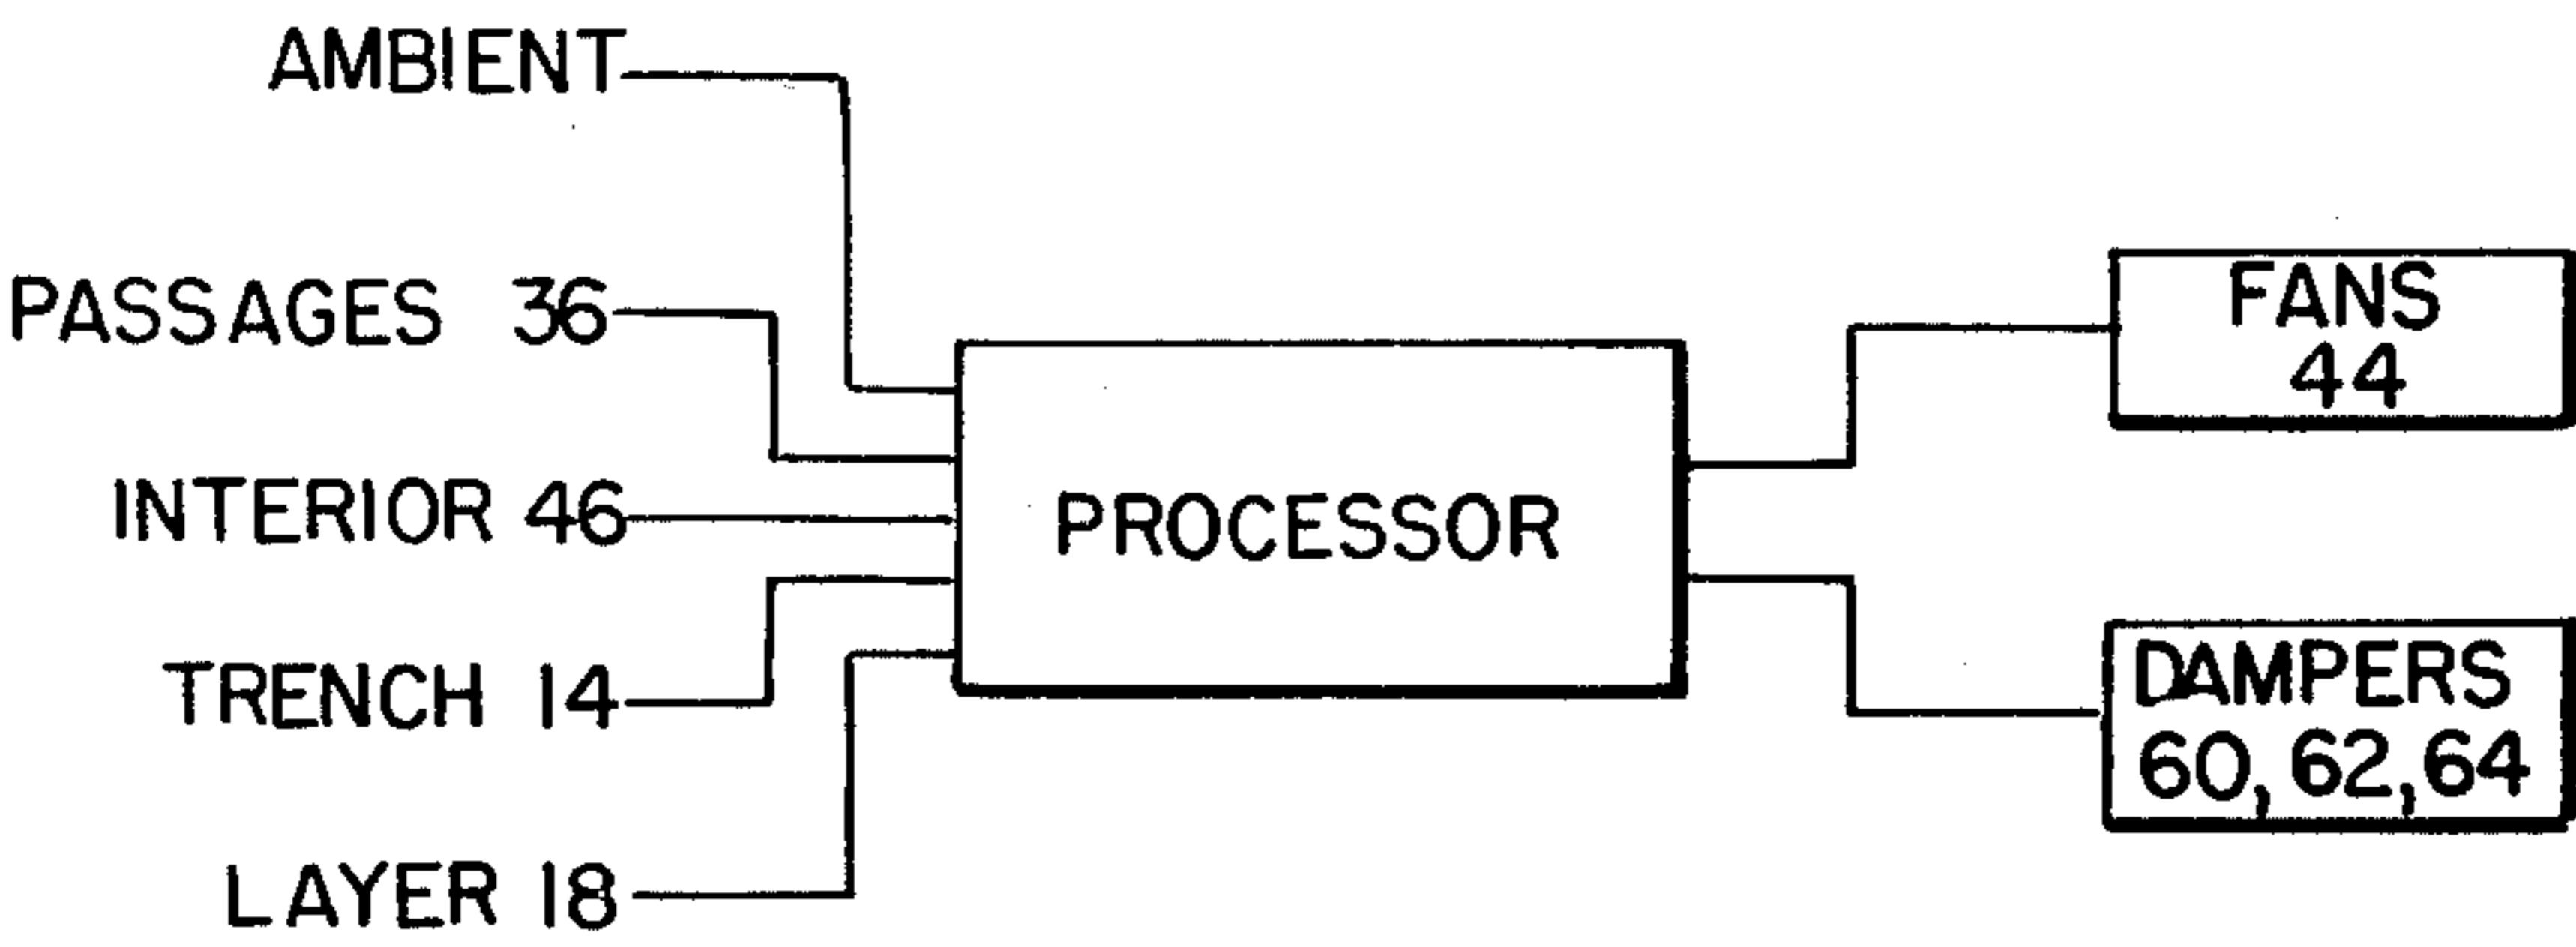 AMBIENT
PASSAGES 36
INTERIOR 46
TRENCH 14
LAYER 18
PROCESSOR
FANS
44
DAMPERS
60, 62, 64